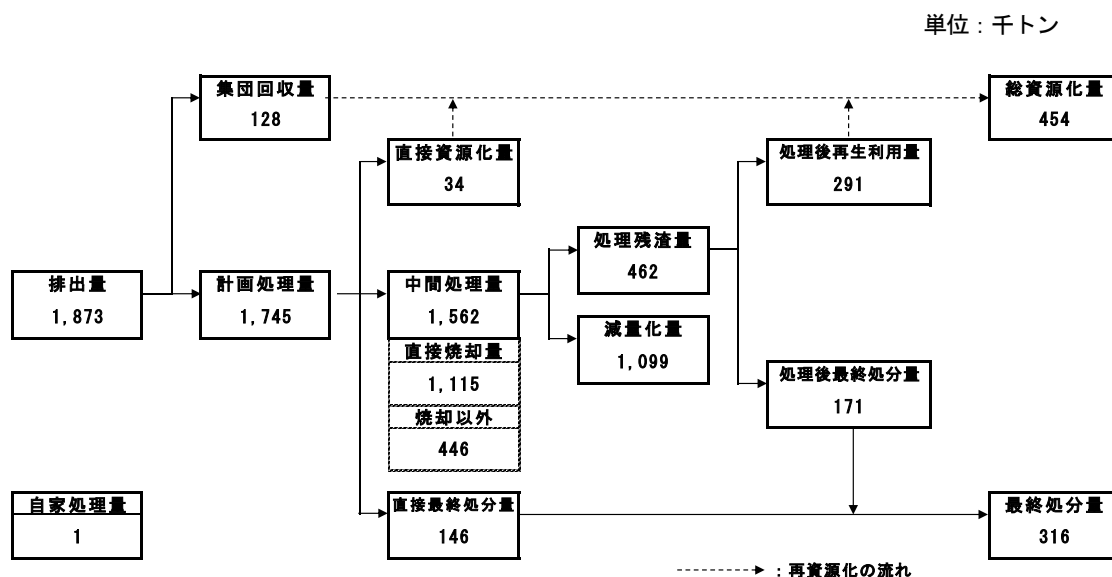 単位：千トン
集団回収量
128
総資源化量
454
直接資源化量
34
処理後再生利用量
291
処理残渣量
462
排出量
1,873
計画処理量
1,745
中間処理量
1,562
減量化量
1,099
直接焼却量
1,115
処理後最終処分量
171
焼却以外
446
自家処理量
1
直接最終処分量
146
最終処分量
316
：再資源化の流れ